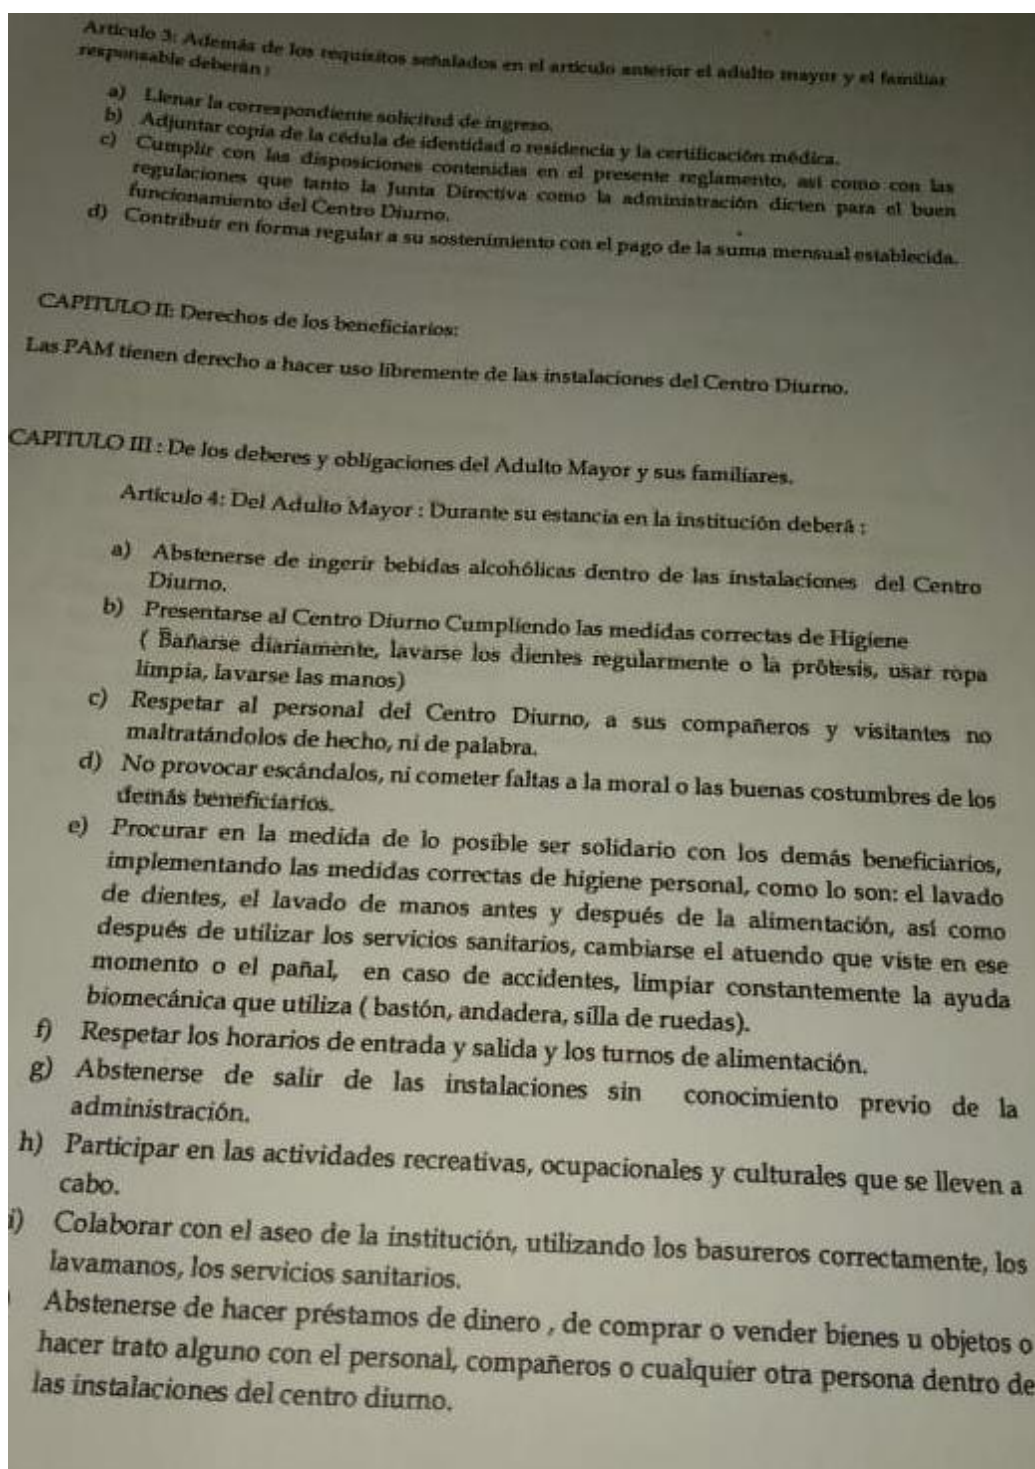 Artículo 3: Además de los requisitos señalados en el artículo anterior el adulto mayor y el familiar
responsable deberán :
a) Llenar la correspondiente solicitud de ingreso.
b) Adjuntar copia de la cédula de identidad o residencia y la certificación médica.
c) Cumplir con las disposiciones contenidas en el presente reglamento, así como con las
regulaciones que tanto la Junta Directiva como la administración dicten para el buen
funcionamiento del Centro Diurno.
d) Contribuir en forma regular a su sostenimiento con el pago de la suma mensual establecida.
CAPITULO II: Derechos de los beneficiarios:
Las PAM tienen derecho a hacer uso libremente de las instalaciones del Centro Diurno.
CAPITULO III : De los deberes y obligaciones del Adulto Mayor y sus familiares.
Artículo 4: Del Adulto Mayor : Durante su estancia en la institución deberá :
a) Abstenerse de ingerir bebidas alcohólicas dentro de las instalaciones del Centro
Diurno.
b) Presentarse al Centro Diurno Cumpliendo las medidas correctas de Higiene
( Bañarse diariamente, lavarse los dientes regularmente o la prótesis, usar ropa
limpia, lavarse las manos)
c) Respetar al personal del Centro Diurno, a sus compañeros y visitantes no
maltratándolos de hecho, ni de palabra.
d) No provocar escándalos, ni cometer faltas a la moral o las buenas costumbres de los
demás beneficiarios.
e) Procurar en la medida de lo posible ser solidario con los demás beneficiarios,
implementando las medidas correctas de higiene personal, como lo son: el lavado
de dientes, el lavado de manos antes y después de la alimentación, así como
después de utilizar los servicios sanitarios, cambiarse el atuendo que viste en ese
momento o el pañal, en caso de accidentes, limpiar constantemente la ayuda
biomecánica que utiliza ( bastón, andadera, silla de ruedas).
f) Respetar los horarios de entrada y salida y los turnos de alimentación.
g) Abstenerse de salir de las instalaciones sin conocimiento previo de la
administración.
h) Participar en las actividades recreativas, ocupacionales y culturales que se lleven a
cabo.
i) Colaborar con el aseo de la institución, utilizando los basureros correctamente, los
lavamanos, los servicios sanitarios.
Abstenerse de hacer préstamos de dinero , de comprar o vender bienes u objetos o
hacer trato alguno con el personal, compañeros o cualquier otra persona dentro de
las instalaciones del centro diurno.